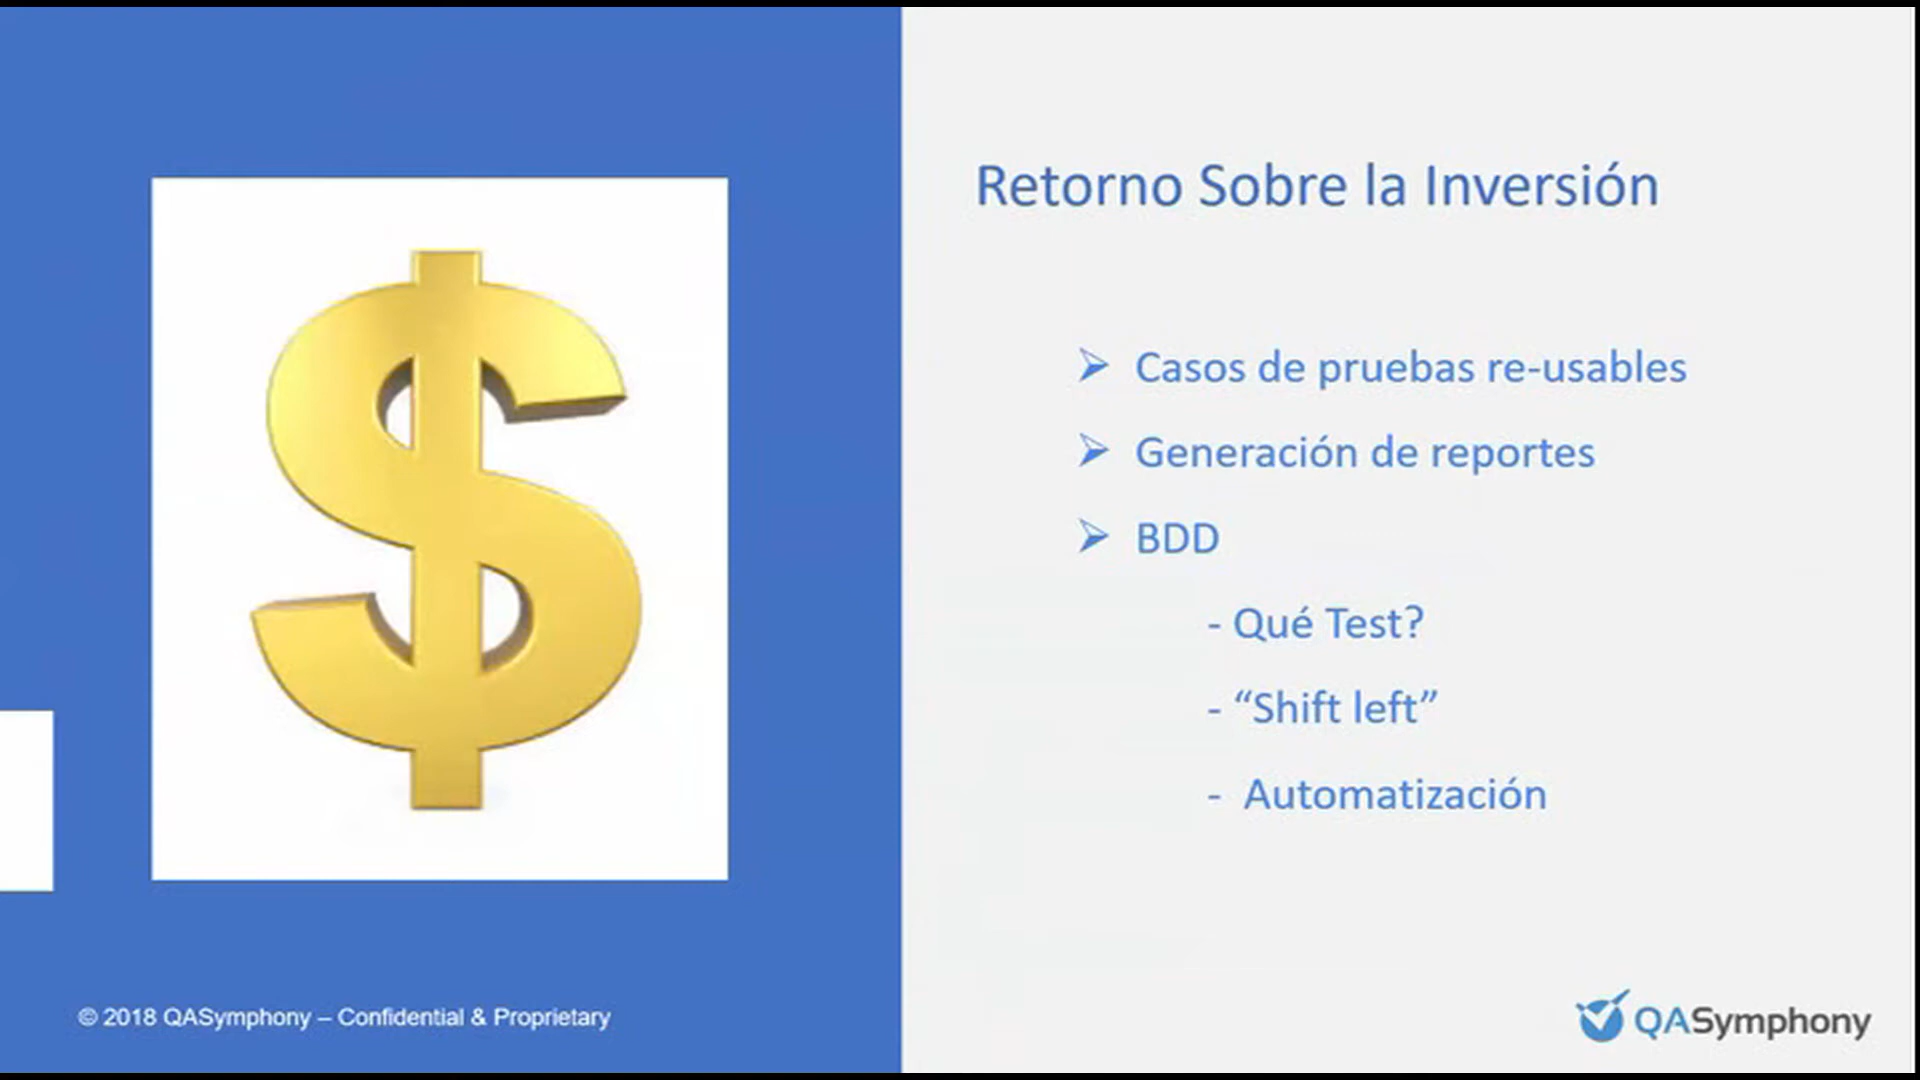 Retorno Sobre la Inversión
➢ Casos de pruebas re-usables
➢ Generación de reportes
➢ BDD
- Qué Test?
- “Shift left”
- Automatización
© 2018 QASymphony – Confidential & Proprietary
QASymphony